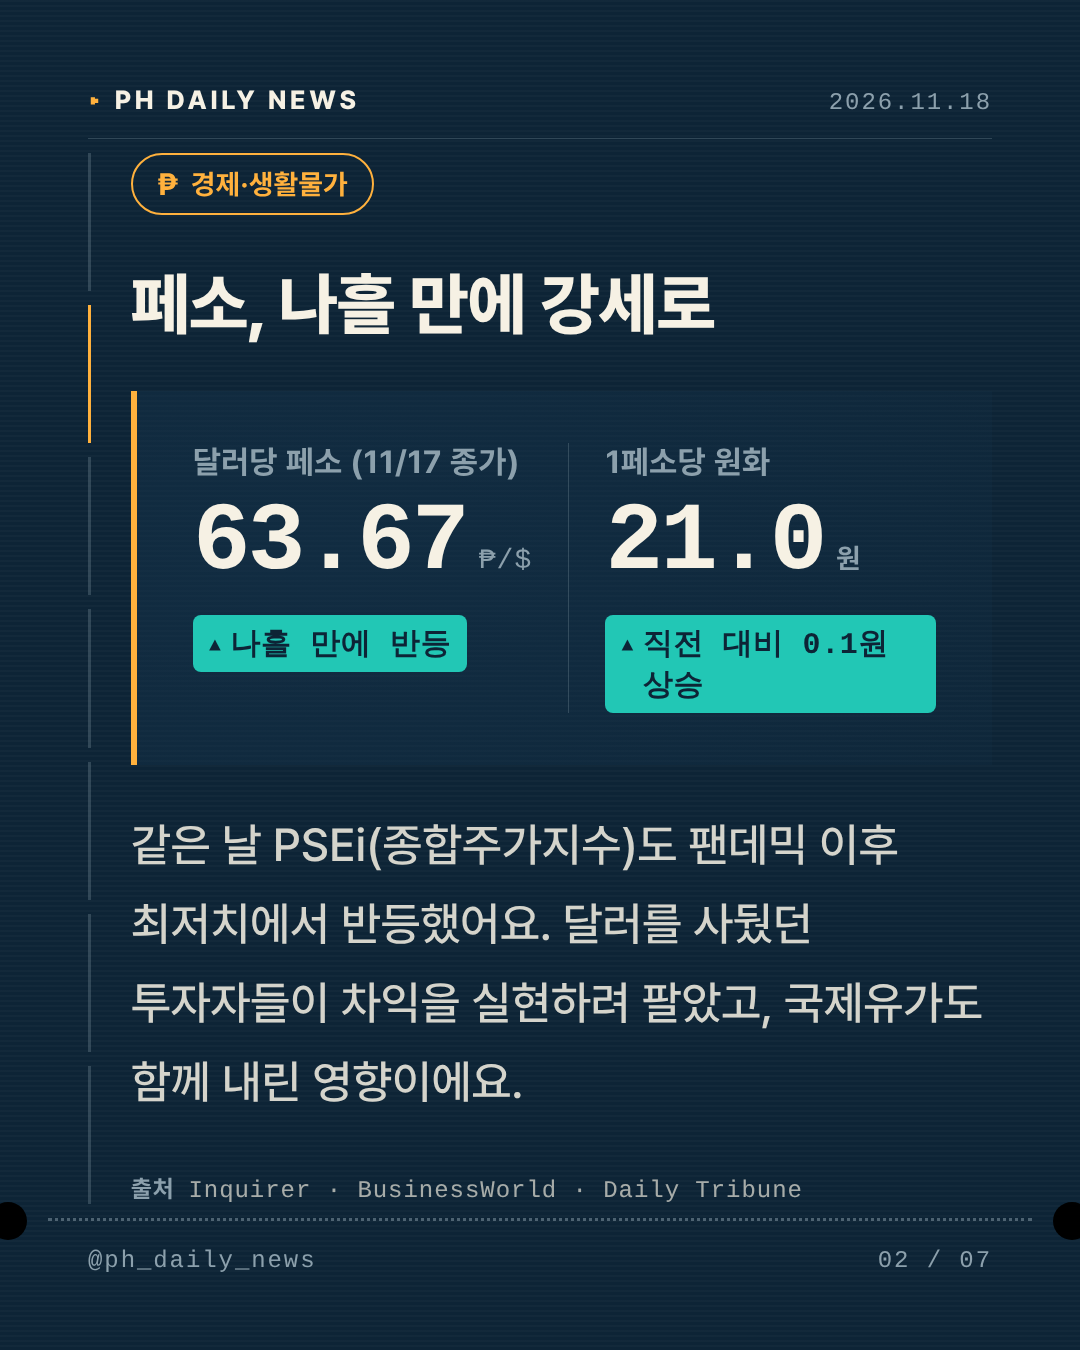 PH DAILY NEWS
2026.11.18
₱ 경제·생활물가
페소, 나흘 만에 강세로
달러당 페소 (11/17 종가)
63.67 ₱/$
▲ 나흘 만에 반등
1페소당 원화
21.0 원
▲ 직전 대비 0.1원
상승
같은 날 PSEi(종합주가지수)도 팬데믹 이후
최저치에서 반등했어요. 달러를 사뒀던
투자자들이 차익을 실현하려 팔았고, 국제유가도
함께 내린 영향이에요.
출처 Inquirer · BusinessWorld · Daily Tribune
@ph_daily_news
02 / 07